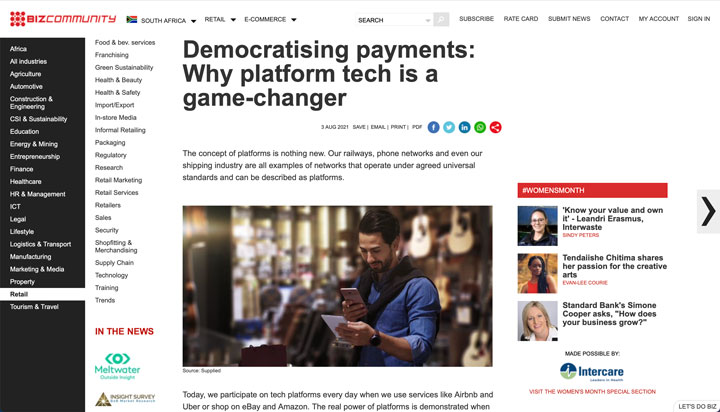 BIZCOMMUNITY
SOUTH AFRICA
RETAIL
E-COMMERCE
SEARCH
SUBSCRIBE
RATE CARD
SUBMIT NEWS
CONTACT
MY ACCOUNT
SIGN IN
Africa
All industries
Agriculture
Automotive
Construction &
Engineering
CSI & Sustainability
Education
Energy & Mining
Entrepreneurship
Finance
Healthcare
HR & Management
ICT
Legal
Lifestyle
Logistics & Transport
Manufacturing
Marketing & Media
Property
Retail
Tourism & Travel
Food & bev. services
Franchising
Green Sustainability
Health & Beauty
Health & Safety
Import/Export
In-store Media
Informal Retailing
Packaging
Regulatory
Research
Retail Marketing
Retail Services
Retailers
Sales
Security
Shopfitting &
Merchandising
Supply Chain
Technology
Training
Trends
IN THE NEWS
Meltwater
Outside Insight
INSIGHT SURVEY
B2B Market Research
Democratising payments:
Why platform tech is a
game-changer
3 AUG 2021 SAVE | EMAIL | PRINT | PDF
The concept of platforms is nothing new. Our railways, phone networks and even our
shipping industry are all examples of networks that operate under agreed universal
standards and can be described as platforms.
Source: Supplied
Today, we participate on tech platforms every day when we use services like Airbnb and
Uber or shop on eBay and Amazon. The real power of platforms is demonstrated when
#WOMENSMONTH
'Know your value and own
it' - Leandri Erasmus,
Interwaste
SINDY PETERS
Tendaiishe Chitima shares
her passion for the creative
arts
EVAN-LEE COURIE
Standard Bank's Simone
Cooper asks, "How does
your business grow?"
MADE POSSIBLE BY:
Intercare
Leaders in Health
VISIT THE WOMEN'S MONTH SPECIAL SECTION
LET'S DO BIZ